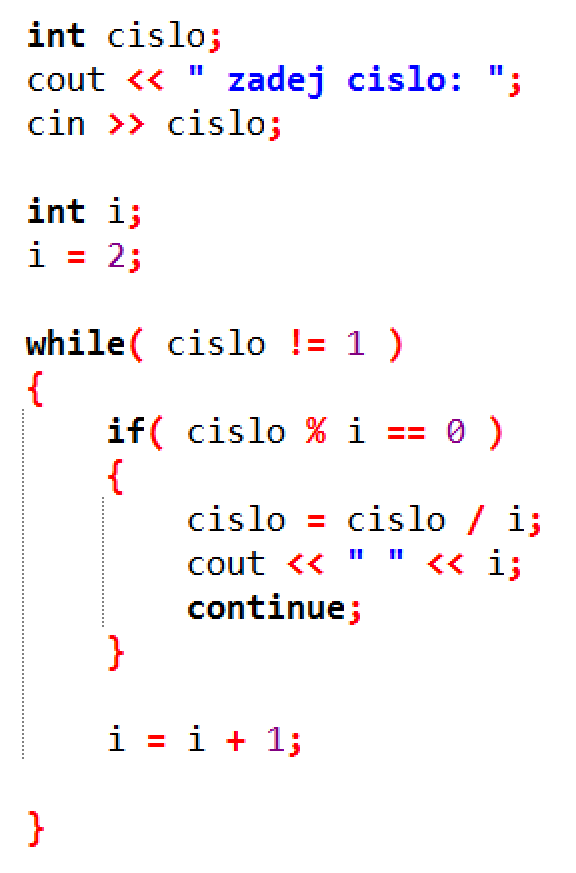 int cislo;
cout << " zadej cislo: ";
cin >> cislo;
int i;
i = 2;
while( cislo != 1 )
{
if( cislo % i == 0 )
{
cislo = cislo / i;
cout << " " << i;
continue;
}
i = i + 1;
}